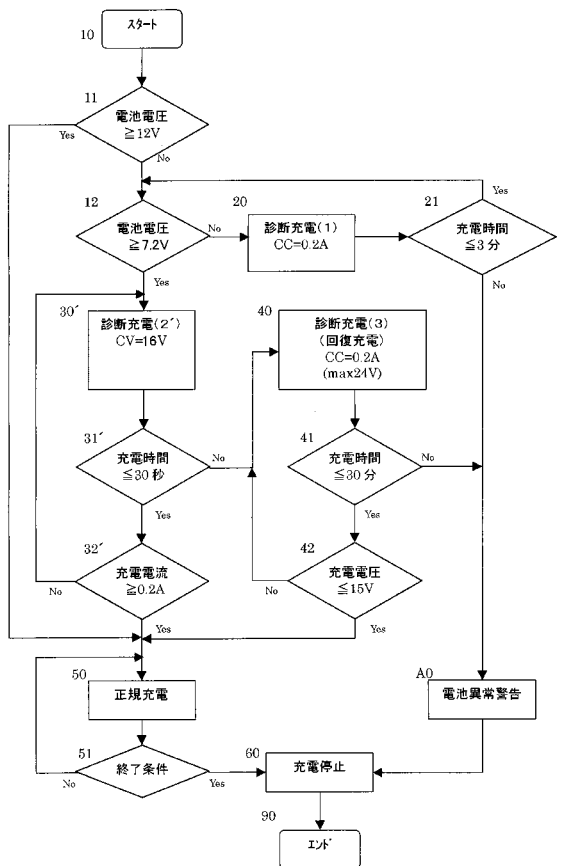 10
スタート
11
電池電圧
≧12V
Yes
No
Yes
12
電池電圧
≧7.2V
No
20
診断充電(1)
CC=0.2A
21
充電時間
≦3分
Yes
No
30´
診断充電(2´)
CV=16V
40
診断充電(3)
(回復充電)
CC=0.2A
(max24V)
31´
充電時間
≦30秒
No
41
充電時間
≦30分
No
Yes
Yes
32´
充電電流
≧0.2A
No
42
充電電圧
≦15V
No
Yes
Yes
50
正規充電
A0
電池異常警告
51
終了条件
No
Yes
60
充電停止
90
エンド